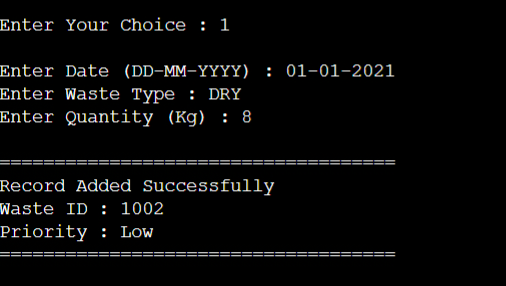 Enter Your Choice : 1
Enter Date (DD-MM-YYYY) : 01-01-2021
Enter Waste Type : DRY
Enter Quantity (Kg) : 8
====================================
Record Added Successfully
Waste ID : 1002
Priority : Low
====================================